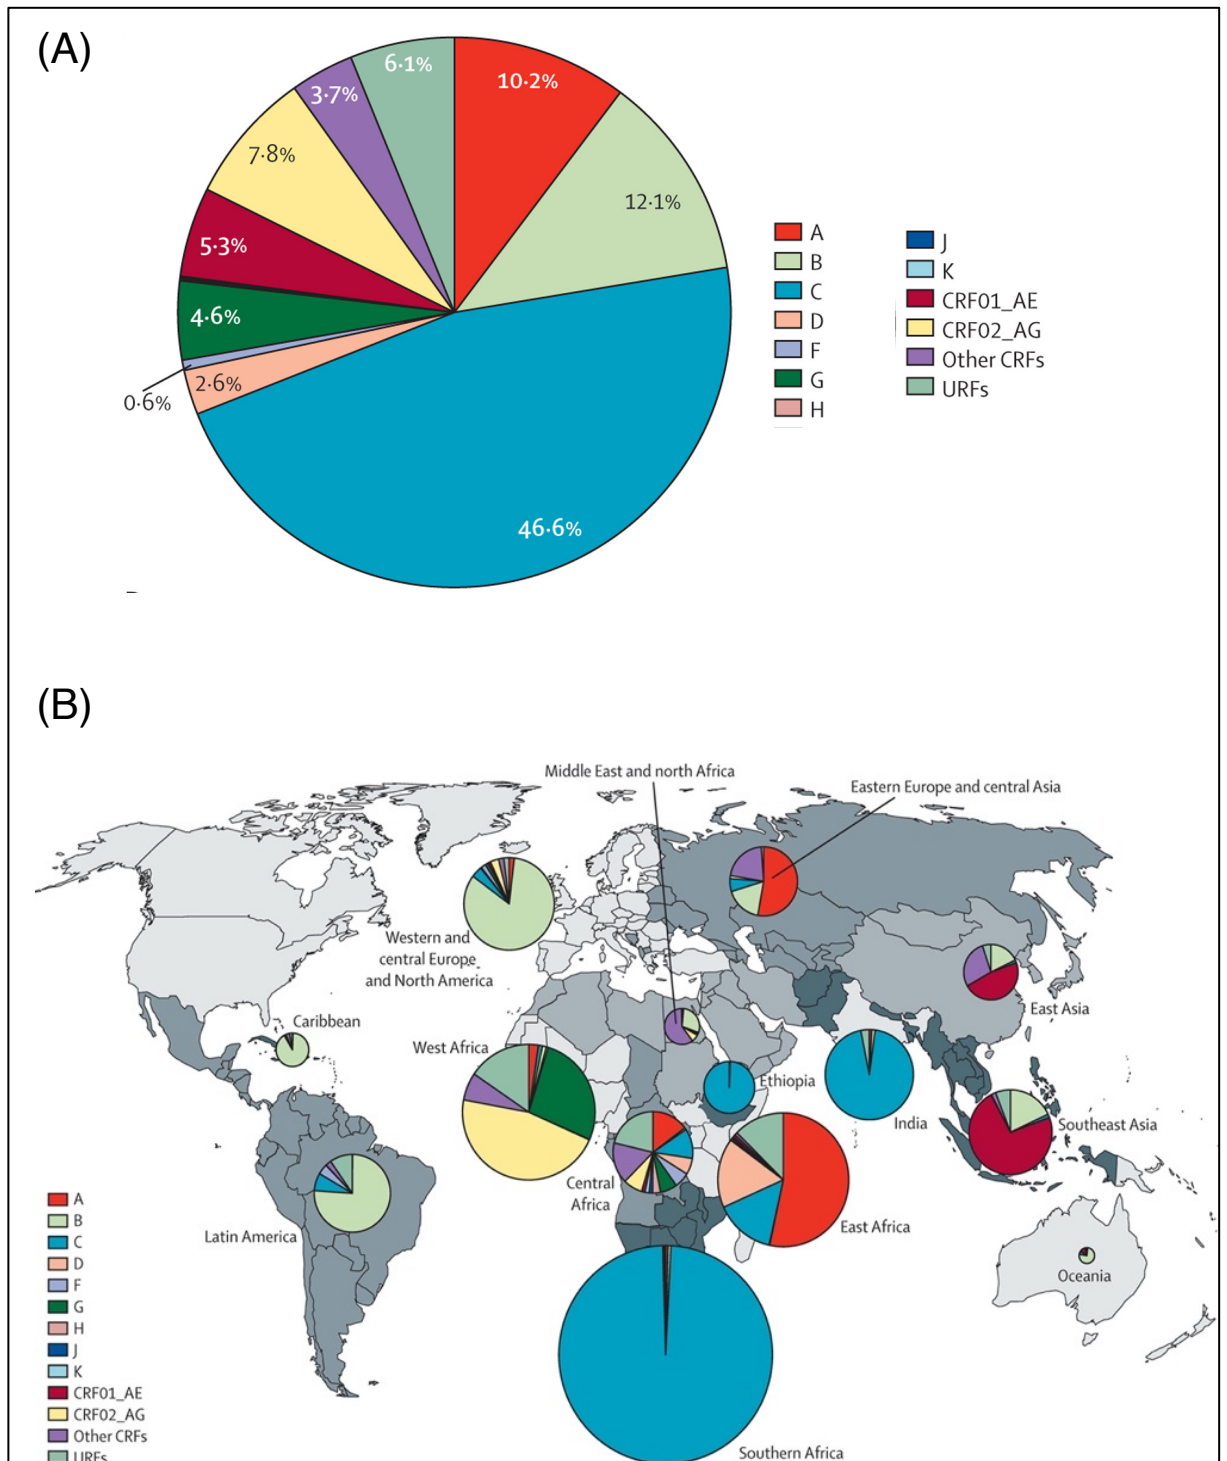 (A)
6·1%
10·2%
3·7%
7·8%
12·1%
5·3%
4·6%
2·6%
0·6%
46·6%
A
B
C
D
F
G
H
J
K
CRF01_AE
CRF02_AG
Other CRFs
URFs
(B)
Middle East and north Africa
Eastern Europe and central Asia
Western and
central Europe
and North America
East Asia
Caribbean
West Africa
Ethiopia
India
Southeast Asia
Central
Africa
East Africa
Latin America
Oceania
Southern Africa
A
B
C
D
F
G
H
J
K
CRF01_AE
CRF02_AG
Other CRFs
URFs